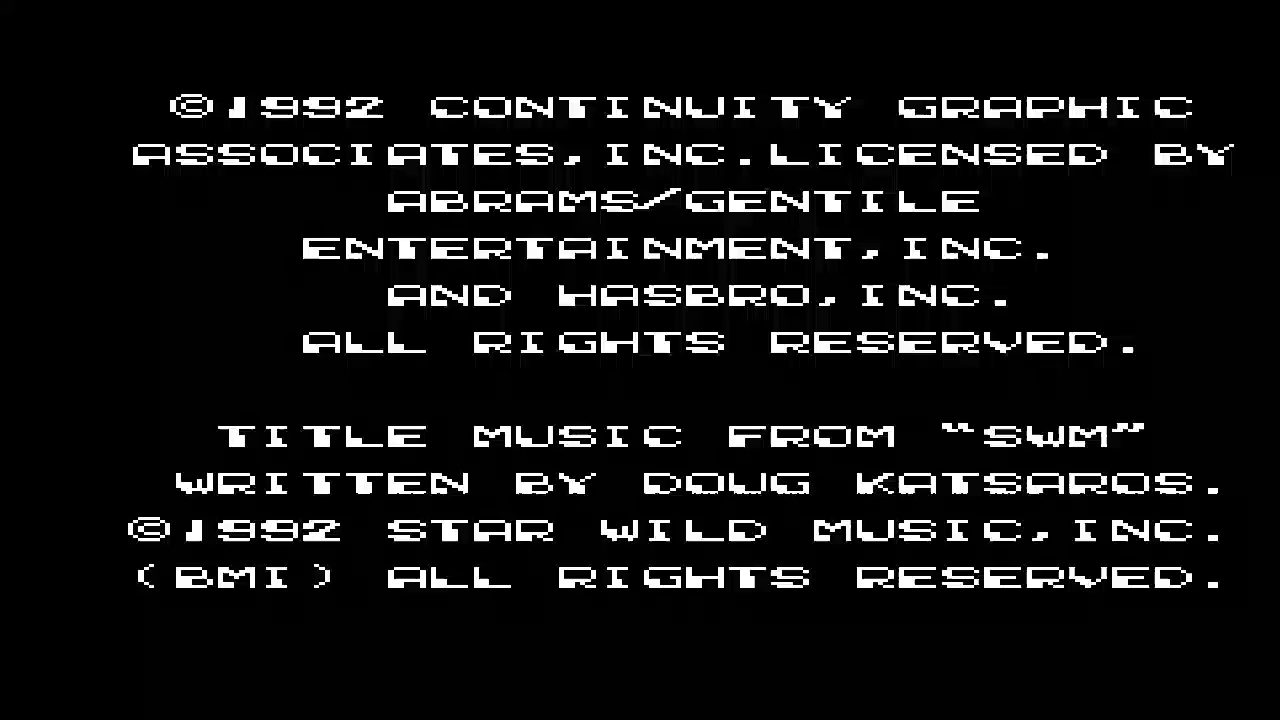 ©1992 CONTINUITY GRAPHIC
ASSOCIATES,INC.LICENSED BY
ABRAMS/GENTILE
ENTERTAINMENT,INC.
AND HASBRO,INC.
ALL RIGHTS RESERVED.
TITLE MUSIC FROM "SWM"
WRITTEN BY DOUG KATSAROS.
©1992 STAR WILD MUSIC,INC.
(BMI) ALL RIGHTS RESERVED.